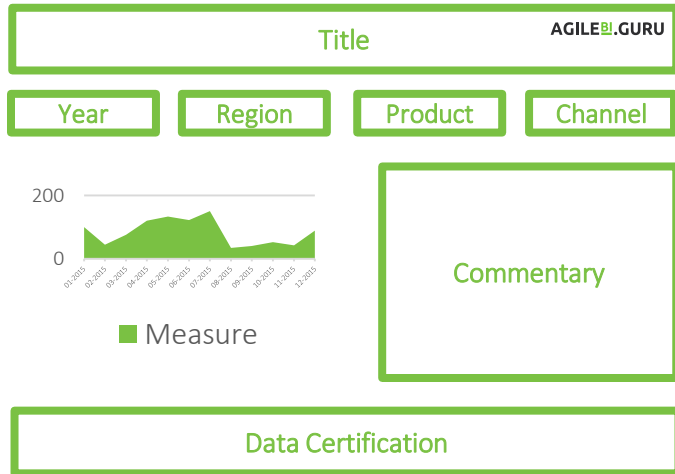 Title
AGILEBI.GURU
Year Region Product Channel
200
0
01-2015 02-2015 03-2015 04-2015 05-2015 06-2015 07-2015 08-2015 09-2015 10-2015 11-2015 12-2015
Measure
Commentary
Data Certification